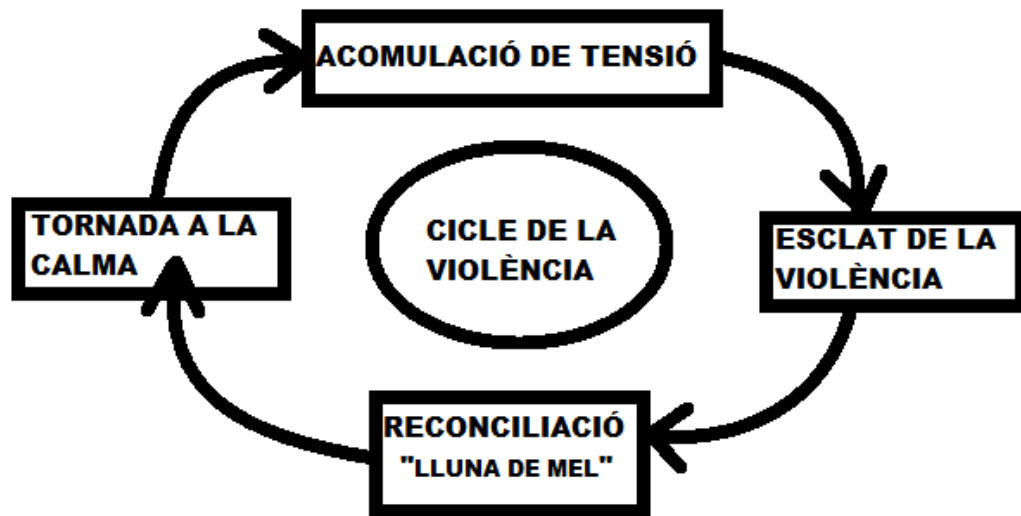 ACOMULACIÓ DE TENSIÓ
TORNADA A LA
CALMA
CICLE DE LA
VIOLÈNCIA
ESCLAT DE LA
VIOLÈNCIA
RECONCILIACIÓ
"LLUNA DE MEL"